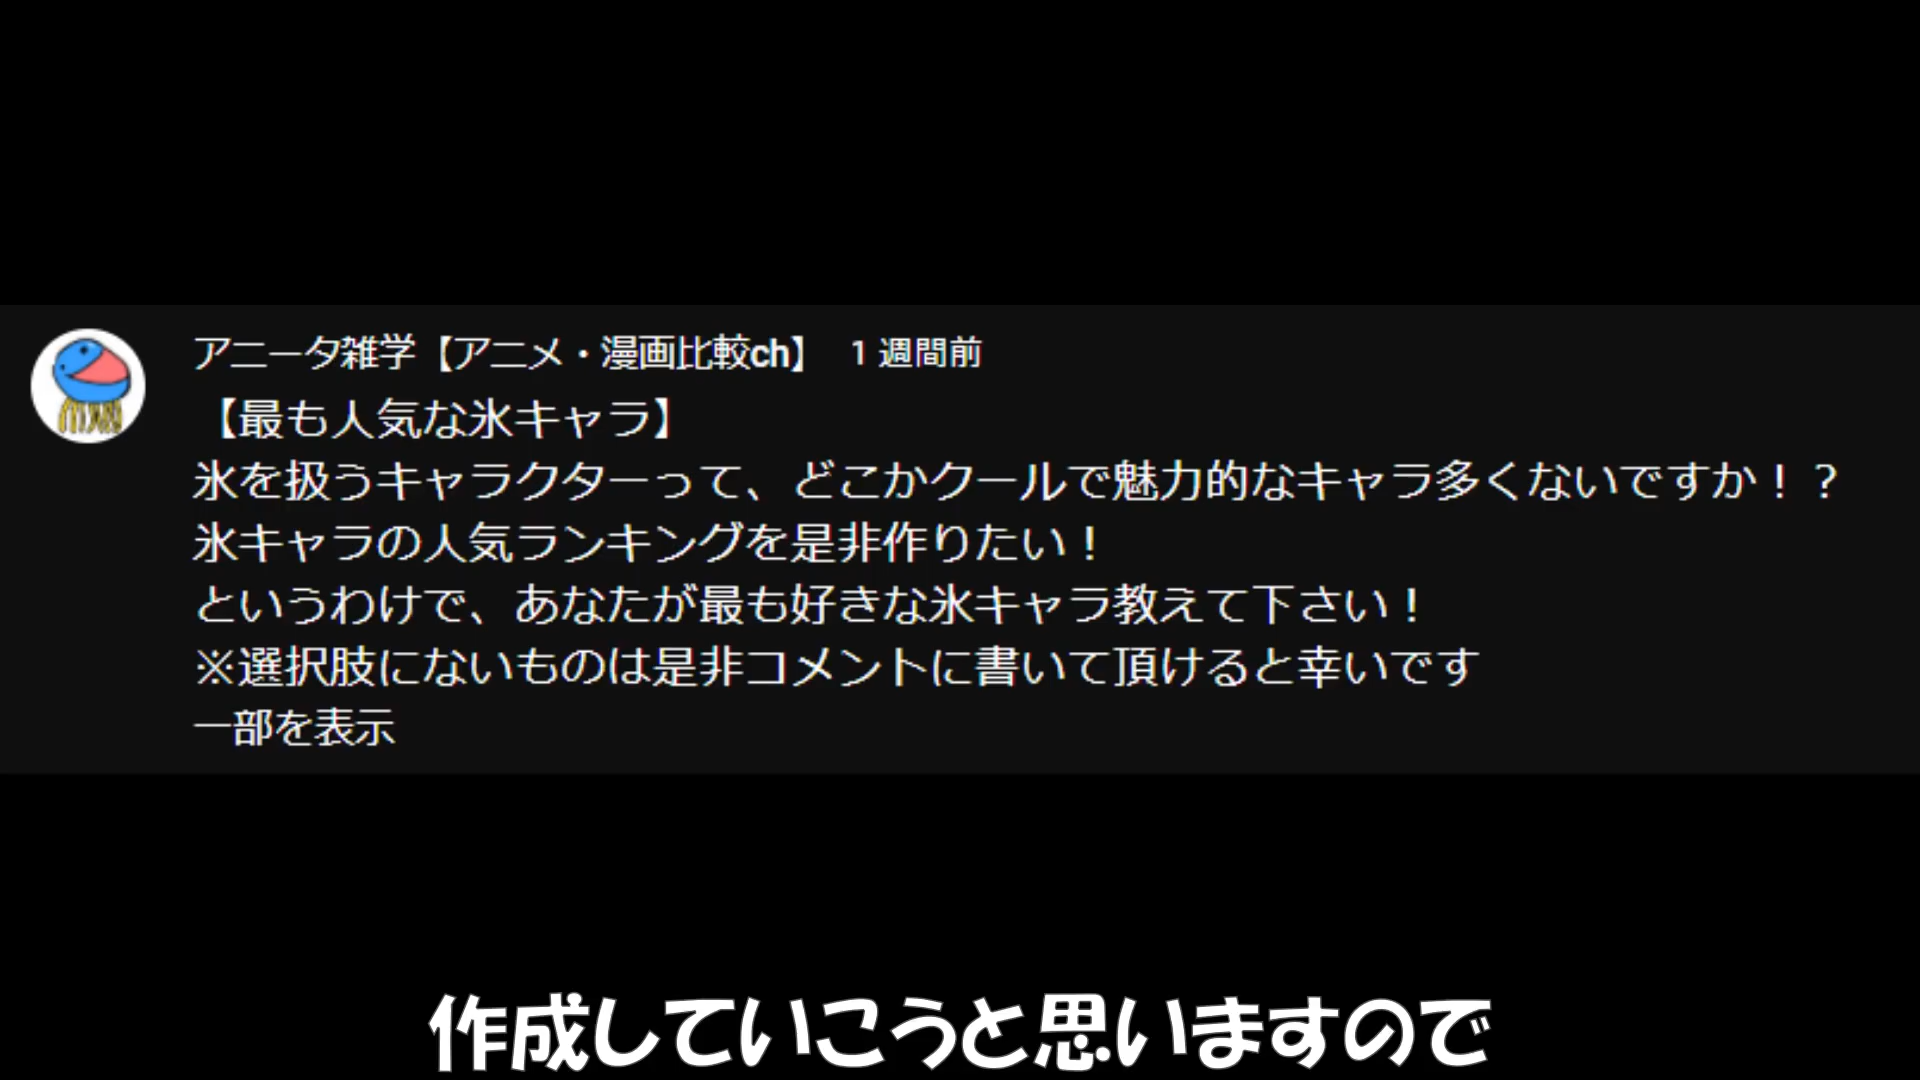 アニータ雑学【アニメ・漫画比較ch】 1 週間前
【最も人気な氷キャラ】
氷を扱うキャラクターって、どこかクールで魅力的なキャラ多くないですか！？
氷キャラの人気ランキングを是非作りたい！
というわけで、あなたが最も好きな氷キャラ教えて下さい！
※選択肢にないものは是非コメントに書いて頂けると幸いです
一部を表示
作成していこうと思いますので